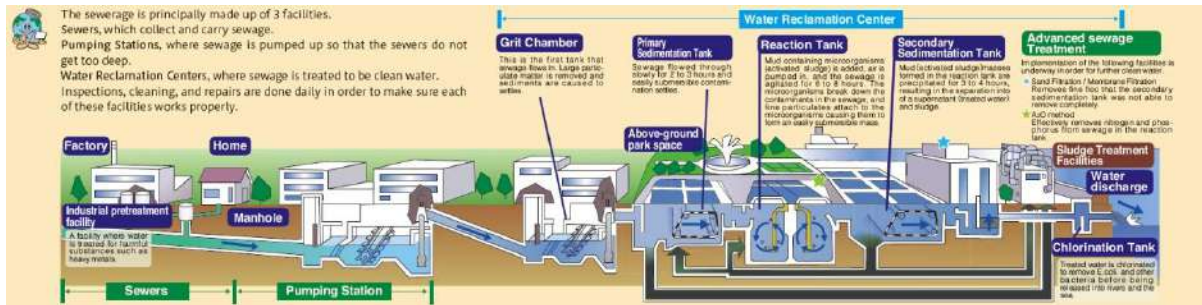 The sewerage is principally made up of 3 facilities.
Sewers, which collect and carry sewage.
Pumping Stations, where sewage is pumped up so that the sewers do not
get too deep.
Water Reclamation Centers, where sewage is treated to be clean water.
Inspections, cleaning, and repairs are done daily in order to make sure each
of these facilities works properly.
Water Reclamation Center
Grit Chamber
This is the first tank that
sewage flows in. Large partic-
ulate matter is removed and
sediments are caused to
settle.
Primary
Sedimentation Tank
Sewage flowed through
slowly for 2 to 3 hours and
easily submersible contami-
nation settles.
Reaction Tank
Mud containing microorganisms
(activated sludge) is added, air is
pumped in, and the sewage is
agitated for 6 to 8 hours. The
microorganisms break down the
contaminants in the sewage, and
fine particulates attach to the
microorganisms causing them to
form an easily submersible mass.
Secondary
Sedimentation Tank
Mud (activated sludge) masses
formed in the reaction tank are
precipitated for 3 to 4 hours,
resulting in the separation into
of a supernatant (treated water)
and sludge.
Advanced sewage
Treatment
Implementation of the following facilities is
underway in order for further clean water.
Sand Filtration / Membrane Filtration
Removes fine floc that the secondary
sedimentation tank was not able to
remove completely.
method
Effectively removes nitrogen and phos-
phorus from sewage in the reaction
tank.
Above-ground
park space
Factory
Home
Manhole
Industrial pretreatment
facility
A facility where water
is treated for harmful
substances such as
heavy metals.
Sludge Treatment
Facilities
Water
discharge
Chlorination Tank
Treated water is chlorinated
to remove E.coli and other
bacteria before being
released into rivers and the
sea.
Sewers
Pumping Station